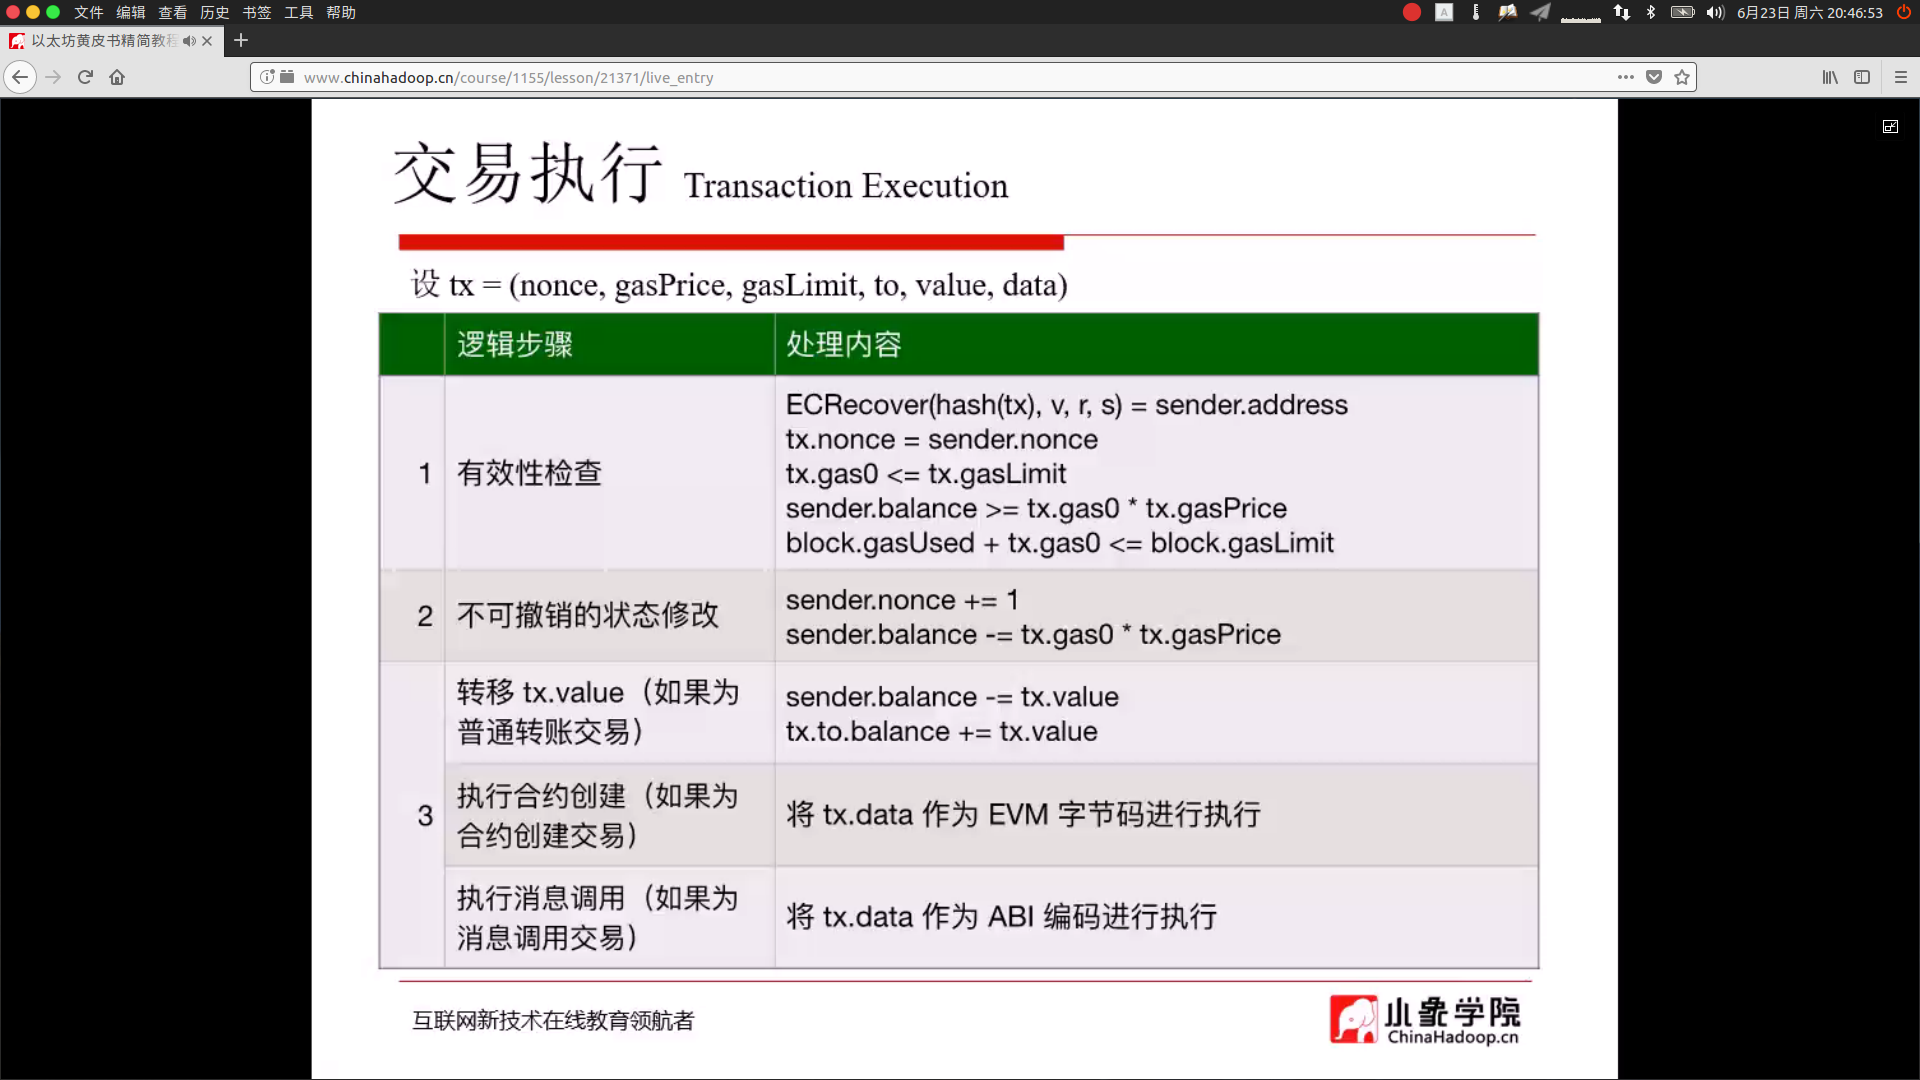 文件 编辑 查看 历史 书签 工具 帮助
A
6月23日 周六 20:46:53
以太坊黄皮书精简教程
www.chinahadoop.cn/course/1155/lesson/21371/live_entry
交易执行 Transaction Execution
设 tx = (nonce, gasPrice, gasLimit, to, value, data)
逻辑步骤 处理内容
1 有效性检查
ECRecover(hash(tx), v, r, s) = sender.address
tx.nonce = sender.nonce
tx.gas0 <= tx.gasLimit
sender.balance >= tx.gas0 * tx.gasPrice
block.gasUsed + tx.gas0 <= block.gasLimit
2 不可撤销的状态修改
sender.nonce += 1
sender.balance -= tx.gas0 * tx.gasPrice
3
转移 tx.value（如果为
普通转账交易）
sender.balance -= tx.value
tx.to.balance += tx.value
执行合约创建（如果为
合约创建交易）
将 tx.data 作为 EVM 字节码进行执行
执行消息调用（如果为
消息调用交易）
将 tx.data 作为 ABI 编码进行执行
互联网新技术在线教育领航者
小象学院
ChinaHadoop.cn